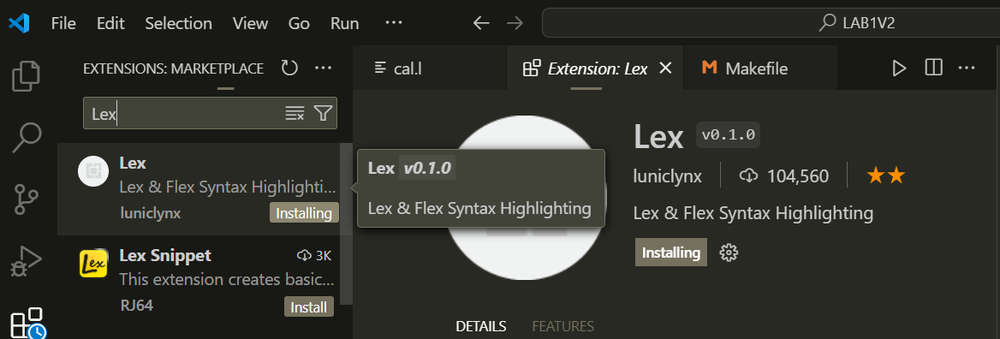 File Edit Selection View Go Run ···
LAB1V2
EXTENSIONS: MARKETPLACE ···
cal.l
Extension: Lex
Makefile
···
Lex
Lex
Lex & Flex Syntax Highlighti...
luniclynx
Installing
Lex
Lex Snippet
3K
This extension creates basic...
RJ64
Install
Lex v0.1.0
Lex & Flex Syntax Highlighting
Lex v0.1.0
luniclynx
104,560
Lex & Flex Syntax Highlighting
Installing
DETAILS
FEATURES